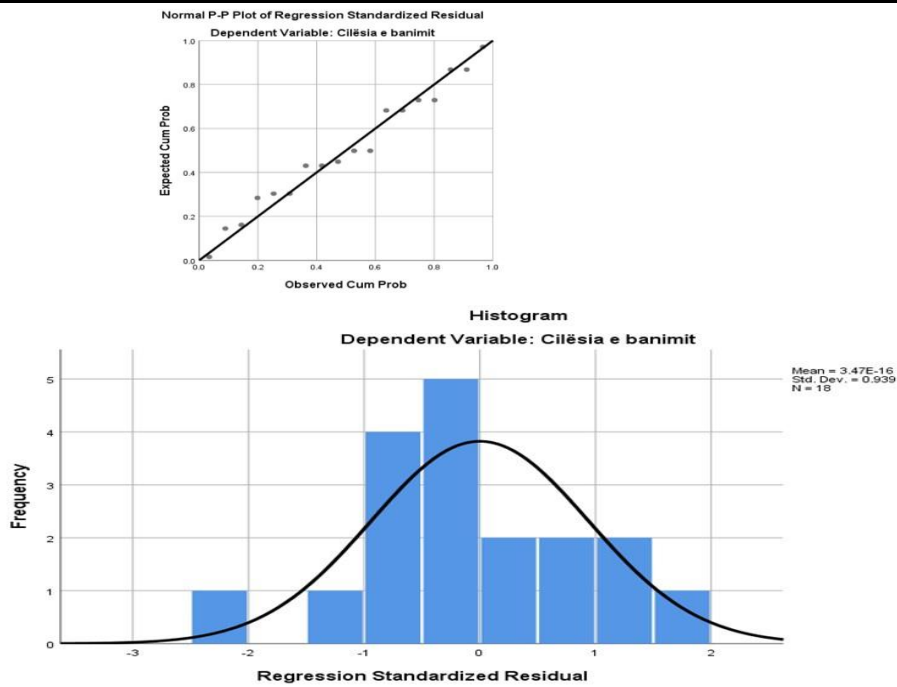 Normal P-P Plot of Regression Standardized Residual
Dependent Variable: Cilësia e banimit
Expected Cum Prob
1.0
0.8
0.6
0.4
0.2
0.0
0.0 0.2 0.4 0.6 0.8 1.0
Observed Cum Prob
Histogram
Dependent Variable: Cilësia e banimit
Mean = 3.47E-16
Std. Dev. = 0.939
N = 18
Frequency
5
4
3
2
1
0
-3 -2 -1 0 1 2
Regression Standardized Residual